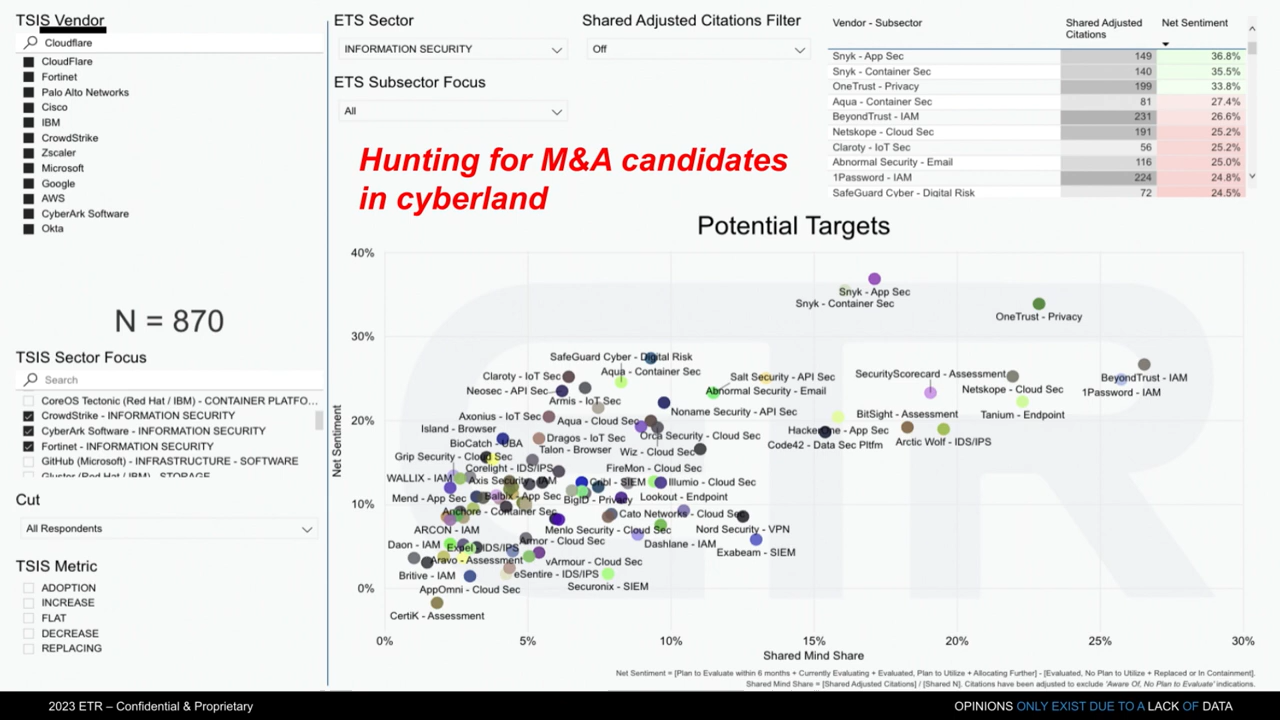 TSIS Vendor
Cloudflare
CloudFlare
Fortinet
Palo Alto Networks
Cisco
IBM
CrowdStrike
Zscaler
Microsoft
Google
AWS
CyberArk Software
Okta
N = 870
TSIS Sector Focus
Search
CoreOS Tectonic (Red Hat / IBM) - CONTAINER PLATFO...
CrowdStrike - INFORMATION SECURITY
CyberArk Software - INFORMATION SECURITY
Fortinet - INFORMATION SECURITY
GitHub (Microsoft) - INFRASTRUCTURE - SOFTWARE
Gluster (Red Hat / IBM) - STORAGE
Cut
All Respondents
TSIS Metric
ADOPTION
INCREASE
FLAT
DECREASE
REPLACING
ETS Sector
INFORMATION SECURITY
ETS Subsector Focus
All
Shared Adjusted Citations Filter
Off
Vendor - Subsector Shared Adjusted Citations Net Sentiment
Snyk - App Sec 149 36.8%
Snyk - Container Sec 140 35.5%
OneTrust - Privacy 199 33.8%
Aqua - Container Sec 81 27.4%
BeyondTrust - IAM 231 26.6%
Netskope - Cloud Sec 191 25.2%
Claroty - IoT Sec 56 25.2%
Abnormal Security - Email 116 25.0%
1Password - IAM 224 24.8%
SafeGuard Cyber - Digital Risk 72 24.5%
Hunting for M&A candidates
in cyberland
Potential Targets
40%
30%
20%
10%
0%
Net Sentiment
Snyk - App Sec
Snyk - Container Sec
OneTrust - Privacy
SafeGuard Cyber - Digital Risk
Aqua - Container Sec
Claroty - IoT Sec
Salt Security - API Sec
SecurityScorecard - Assessment
BeyondTrust - IAM
Neosec - API Sec
Abnormal Security - Email
Netskope - Cloud Sec
1Password - IAM
Armis - IoT Sec
Noname Security - API Sec
BitSight - Assessment
Tanium - Endpoint
Axonius - IoT Sec
Aqua - Cloud Sec
Island - Browser
Hackerone - App Sec
Dragos - IoT Sec
Orca Security - Cloud Sec
Code42 - Data Sec Pltfm
Arctic Wolf - IDS/IPS
BioCatch - UBA
Talon - Browser
Wiz - Cloud Sec
Grip Security - Cloud Sec
Corelight - IDS/IPS
FireMon - Cloud Sec
WALLIX - IAM
Axis Security - IAM
Cribl - SIEM
Illumio - Cloud Sec
Mend - App Sec
Balbix - App Sec
BigID - Privacy
Lookout - Endpoint
Anchore - Container Sec
Cato Networks - Cloud Sec
ARCON - IAM
Menlo Security - Cloud Sec
Nord Security - VPN
Daon - IAM
Expel - IDS/IPS
Armor - Cloud Sec
Dashlane - IAM
Exabeam - SIEM
Aravo - Assessment
vArmour - Cloud Sec
Britive - IAM
eSentire - IDS/IPS
AppOmni - Cloud Sec
Securonix - SIEM
CertiK - Assessment
0% 5% 10% 15% 20% 25% 30%
Shared Mind Share
Net Sentiment = [Plan to Evaluate within 6 months + Currently Evaluating + Evaluated, Plan to Utilize + Allocating Further] - [Evaluated, No Plan to Utilize + Replaced or In Containment].
Shared Mind Share = [Shared Adjusted Citations] / [Shared N]. Citations have been adjusted to exclude 'Aware Of, No Plan to Evaluate' indications.
2023 ETR – Confidential & Proprietary
OPINIONS ONLY EXIST DUE TO A LACK OF DATA